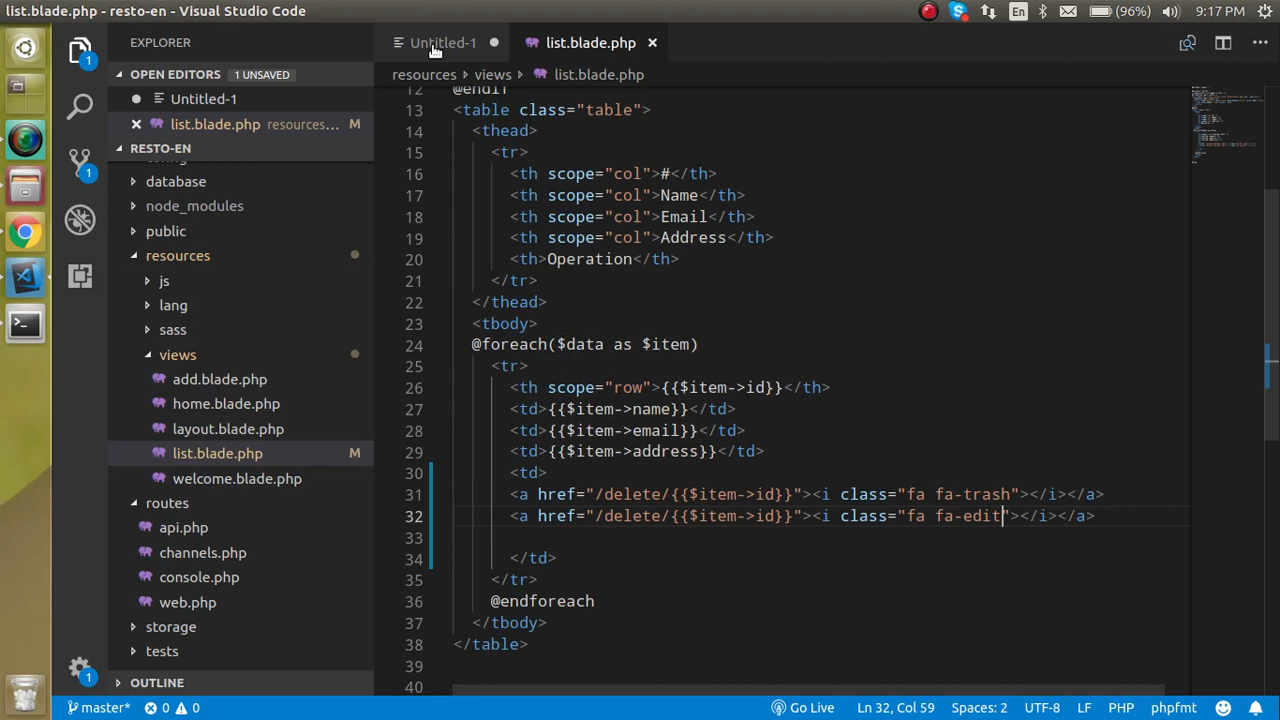 list.blade.php - resto-en - Visual Studio Code
En
(96%)
9:17 PM
EXPLORER
Untitled-1
list.blade.php
1
OPEN EDITORS 1 UNSAVED
Untitled-1
list.blade.php resources... M
RESTO-EN
config
database
node_modules
public
resources
js
lang
sass
views
add.blade.php
home.blade.php
layout.blade.php
list.blade.php M
welcome.blade.php
routes
api.php
channels.php
console.php
web.php
storage
tests
OUTLINE
1
1
resources views list.blade.php
12 @endif
13 <table class="table">
14 <thead>
15 <tr>
16 <th scope="col">#</th>
17 <th scope="col">Name</th>
18 <th scope="col">Email</th>
19 <th scope="col">Address</th>
20 <th>Operation</th>
21 </tr>
22 </thead>
23 <tbody>
24 @foreach($data as $item)
25 <tr>
26 <th scope="row">{{$item->id}}</th>
27 <td>{{$item->name}}</td>
28 <td>{{$item->email}}</td>
29 <td>{{$item->address}}</td>
30 <td>
31 <a href="/delete/{{$item->id}}"><i class="fa fa-trash"></i></a>
32 <a href="/delete/{{$item->id}}"><i class="fa fa-edit"></i></a>
33
34 </td>
35 </tr>
36 @endforeach
37 </tbody>
38 </table>
39
40
master* 0 0
Go Live Ln 32, Col 59 Spaces: 2 UTF-8 LF PHP phpfmt